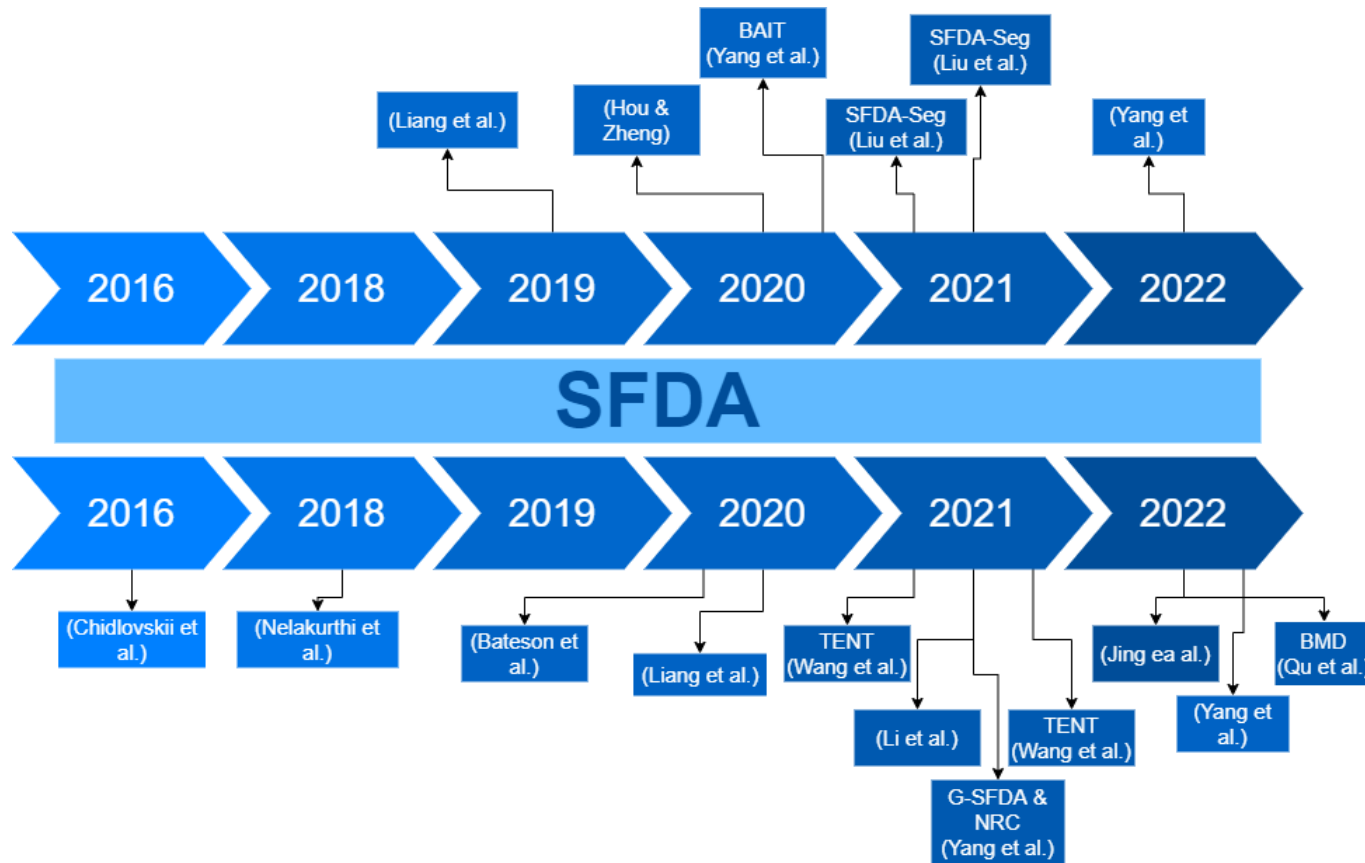 BAIT
(Yang et al.)
SFDA-Seg
(Liu et al.)
(Liang et al.)
(Hou &
Zheng)
SFDA-Seg
(Liu et al.)
(Yang et
al.)
2016
2018
2019
2020
2021
2022
SFDA
2016
2018
2019
2020
2021
2022
(Chidlovskii et
al.)
(Nelakurthi et
al.)
(Bateson et
al.)
(Liang et al.)
TENT
(Wang et al.)
(Li et al.)
G-SFDA &
NRC
(Yang et al.)
TENT
(Wang et al.)
(Jing ea al.)
(Yang et
al.)
BMD
(Qu et al.)